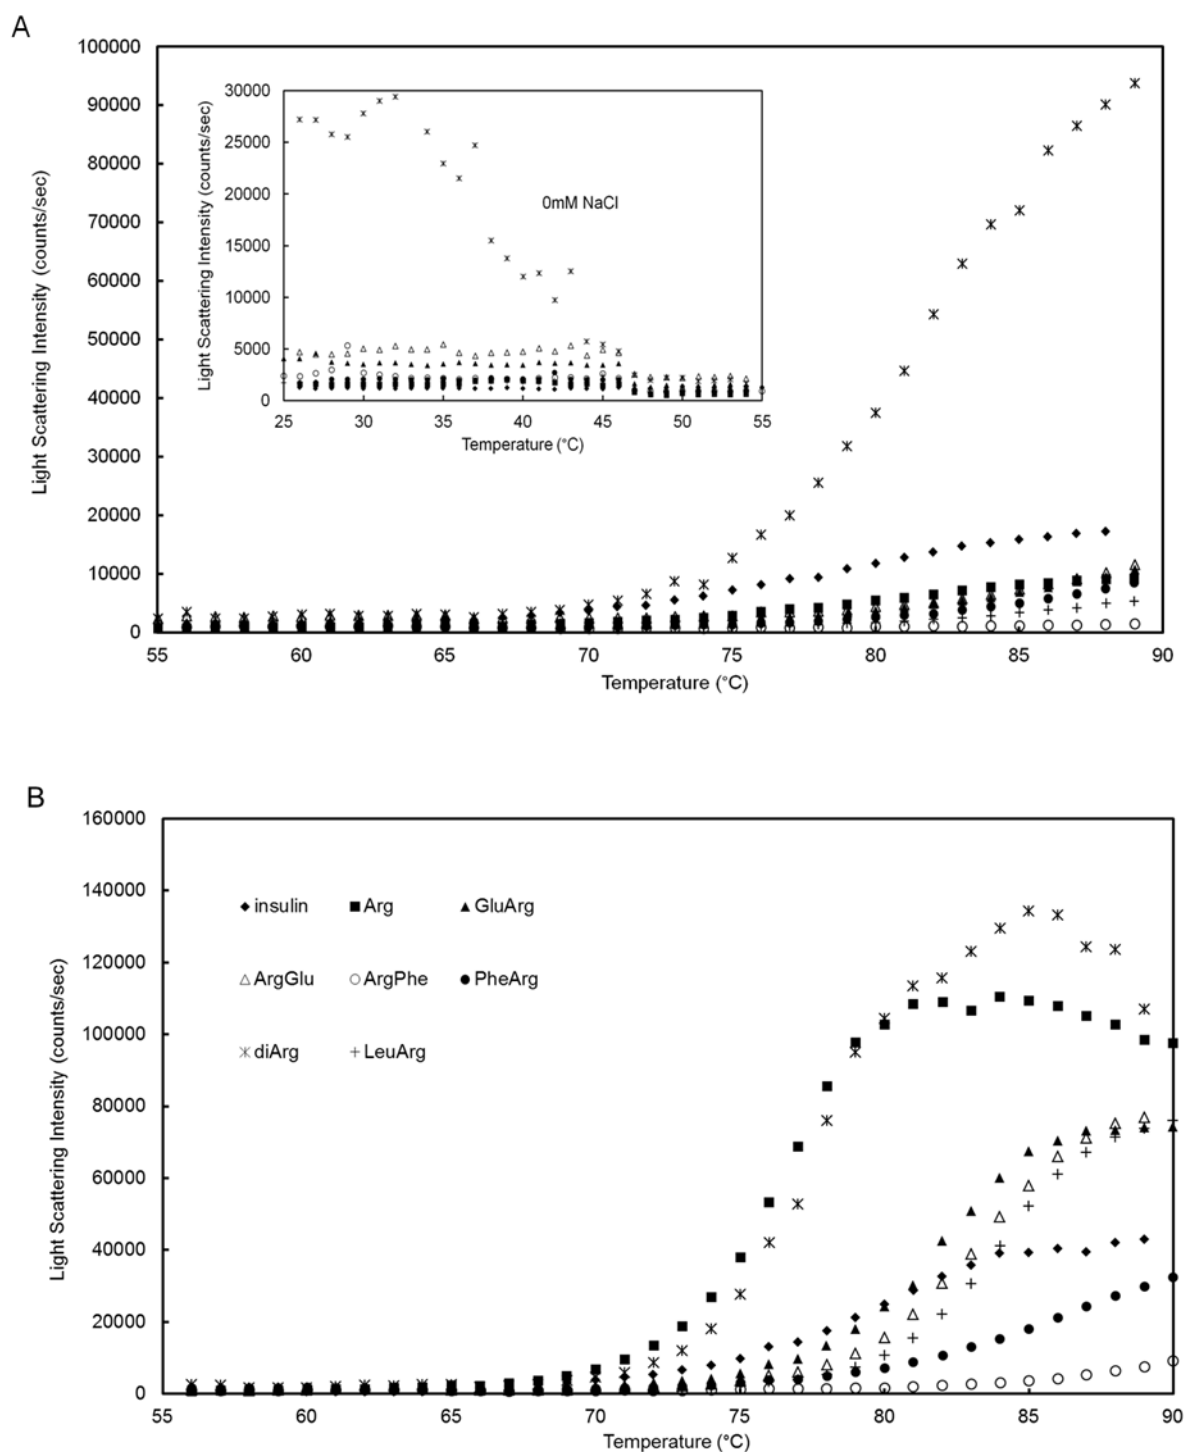 A
100000
90000
80000
70000
60000
50000
40000
30000
20000
10000
0
Light Scattering Intensity (counts/sec)
55 60 65 70 75 80 85 90
Temperature (°C)
30000
25000
20000
15000
10000
5000
0
Light Scattering Intensity (counts/sec)
0mM NaCl
25 30 35 40 45 50 55
Temperature (°C)
B
160000
140000
120000
100000
80000
60000
40000
20000
0
Light Scattering Intensity (counts/sec)
insulin Arg GluArg
ArgGlu ArgPhe PheArg
diArg LeuArg
55 60 65 70 75 80 85 90
Temperature (°C)